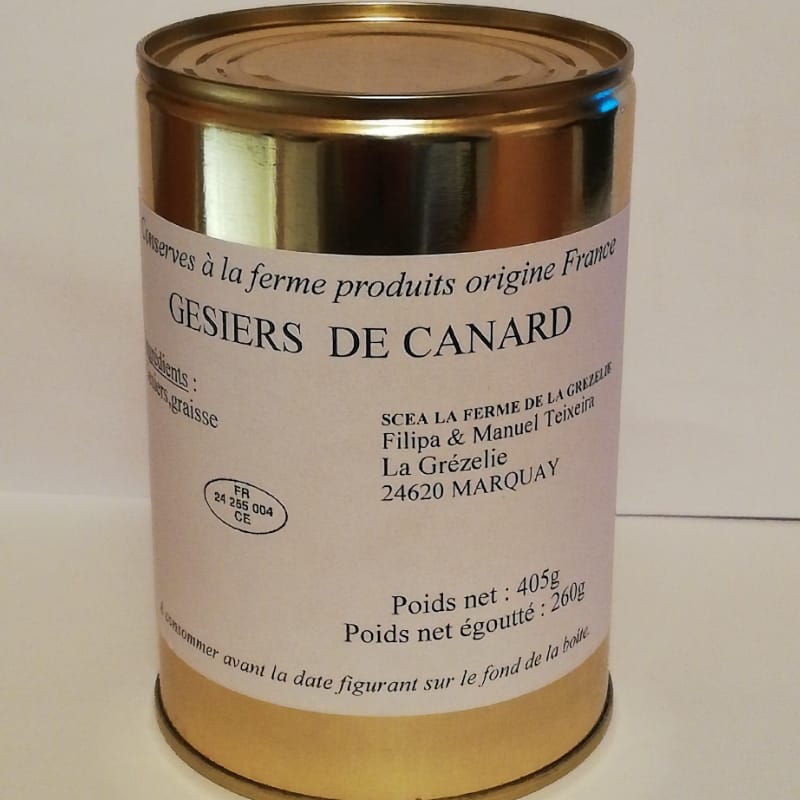 Conserves à la ferme produits origine France
GESIERS DE CANARD
Ingrédients :
Gesiers,graisse
SCEA LA FERME DE LA GREZELIE
Filipa & Manuel Teixeira
La Grézelie
24620 MARQUAY
FR
24 255 004
CE
Poids net : 405g
Poids net égoutté : 260g
A consommer avant la date figurant sur le fond de la boite.